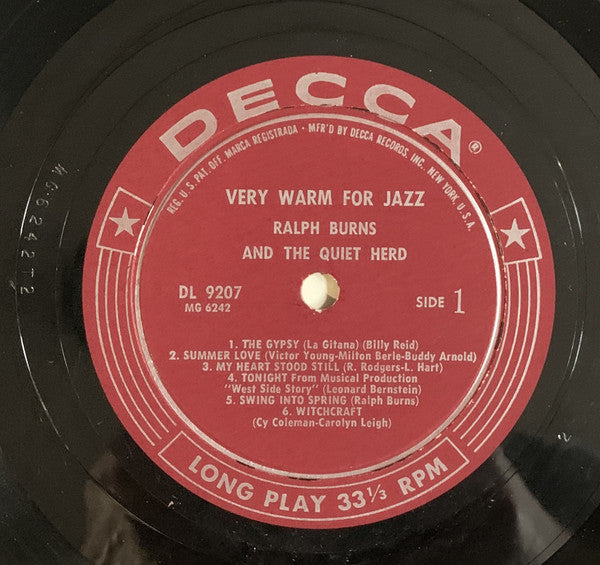 DECCA®
REG. U.S. PAT. OFF. MARCA REGISTRADA • MFR'D BY DECCA RECORDS, INC., NEW YORK, U.S.A.
VERY WARM FOR JAZZ
RALPH BURNS
AND THE QUIET HERD
DL 9207
MG 6242
SIDE 1
1. THE GYPSY (La Gitana) (Billy Reid)
2. SUMMER LOVE (Victor Young-Milton Berle-Buddy Arnold)
3. MY HEART STOOD STILL (R. Rodgers-L. Hart)
4. TONIGHT From Musical Production
"West Side Story" (Leonard Bernstein)
5. SWING INTO SPRING (Ralph Burns)
6. WITCHCRAFT
(Cy Coleman-Carolyn Leigh)
LONG PLAY 33⅓ RPM
MG·6242T2
2